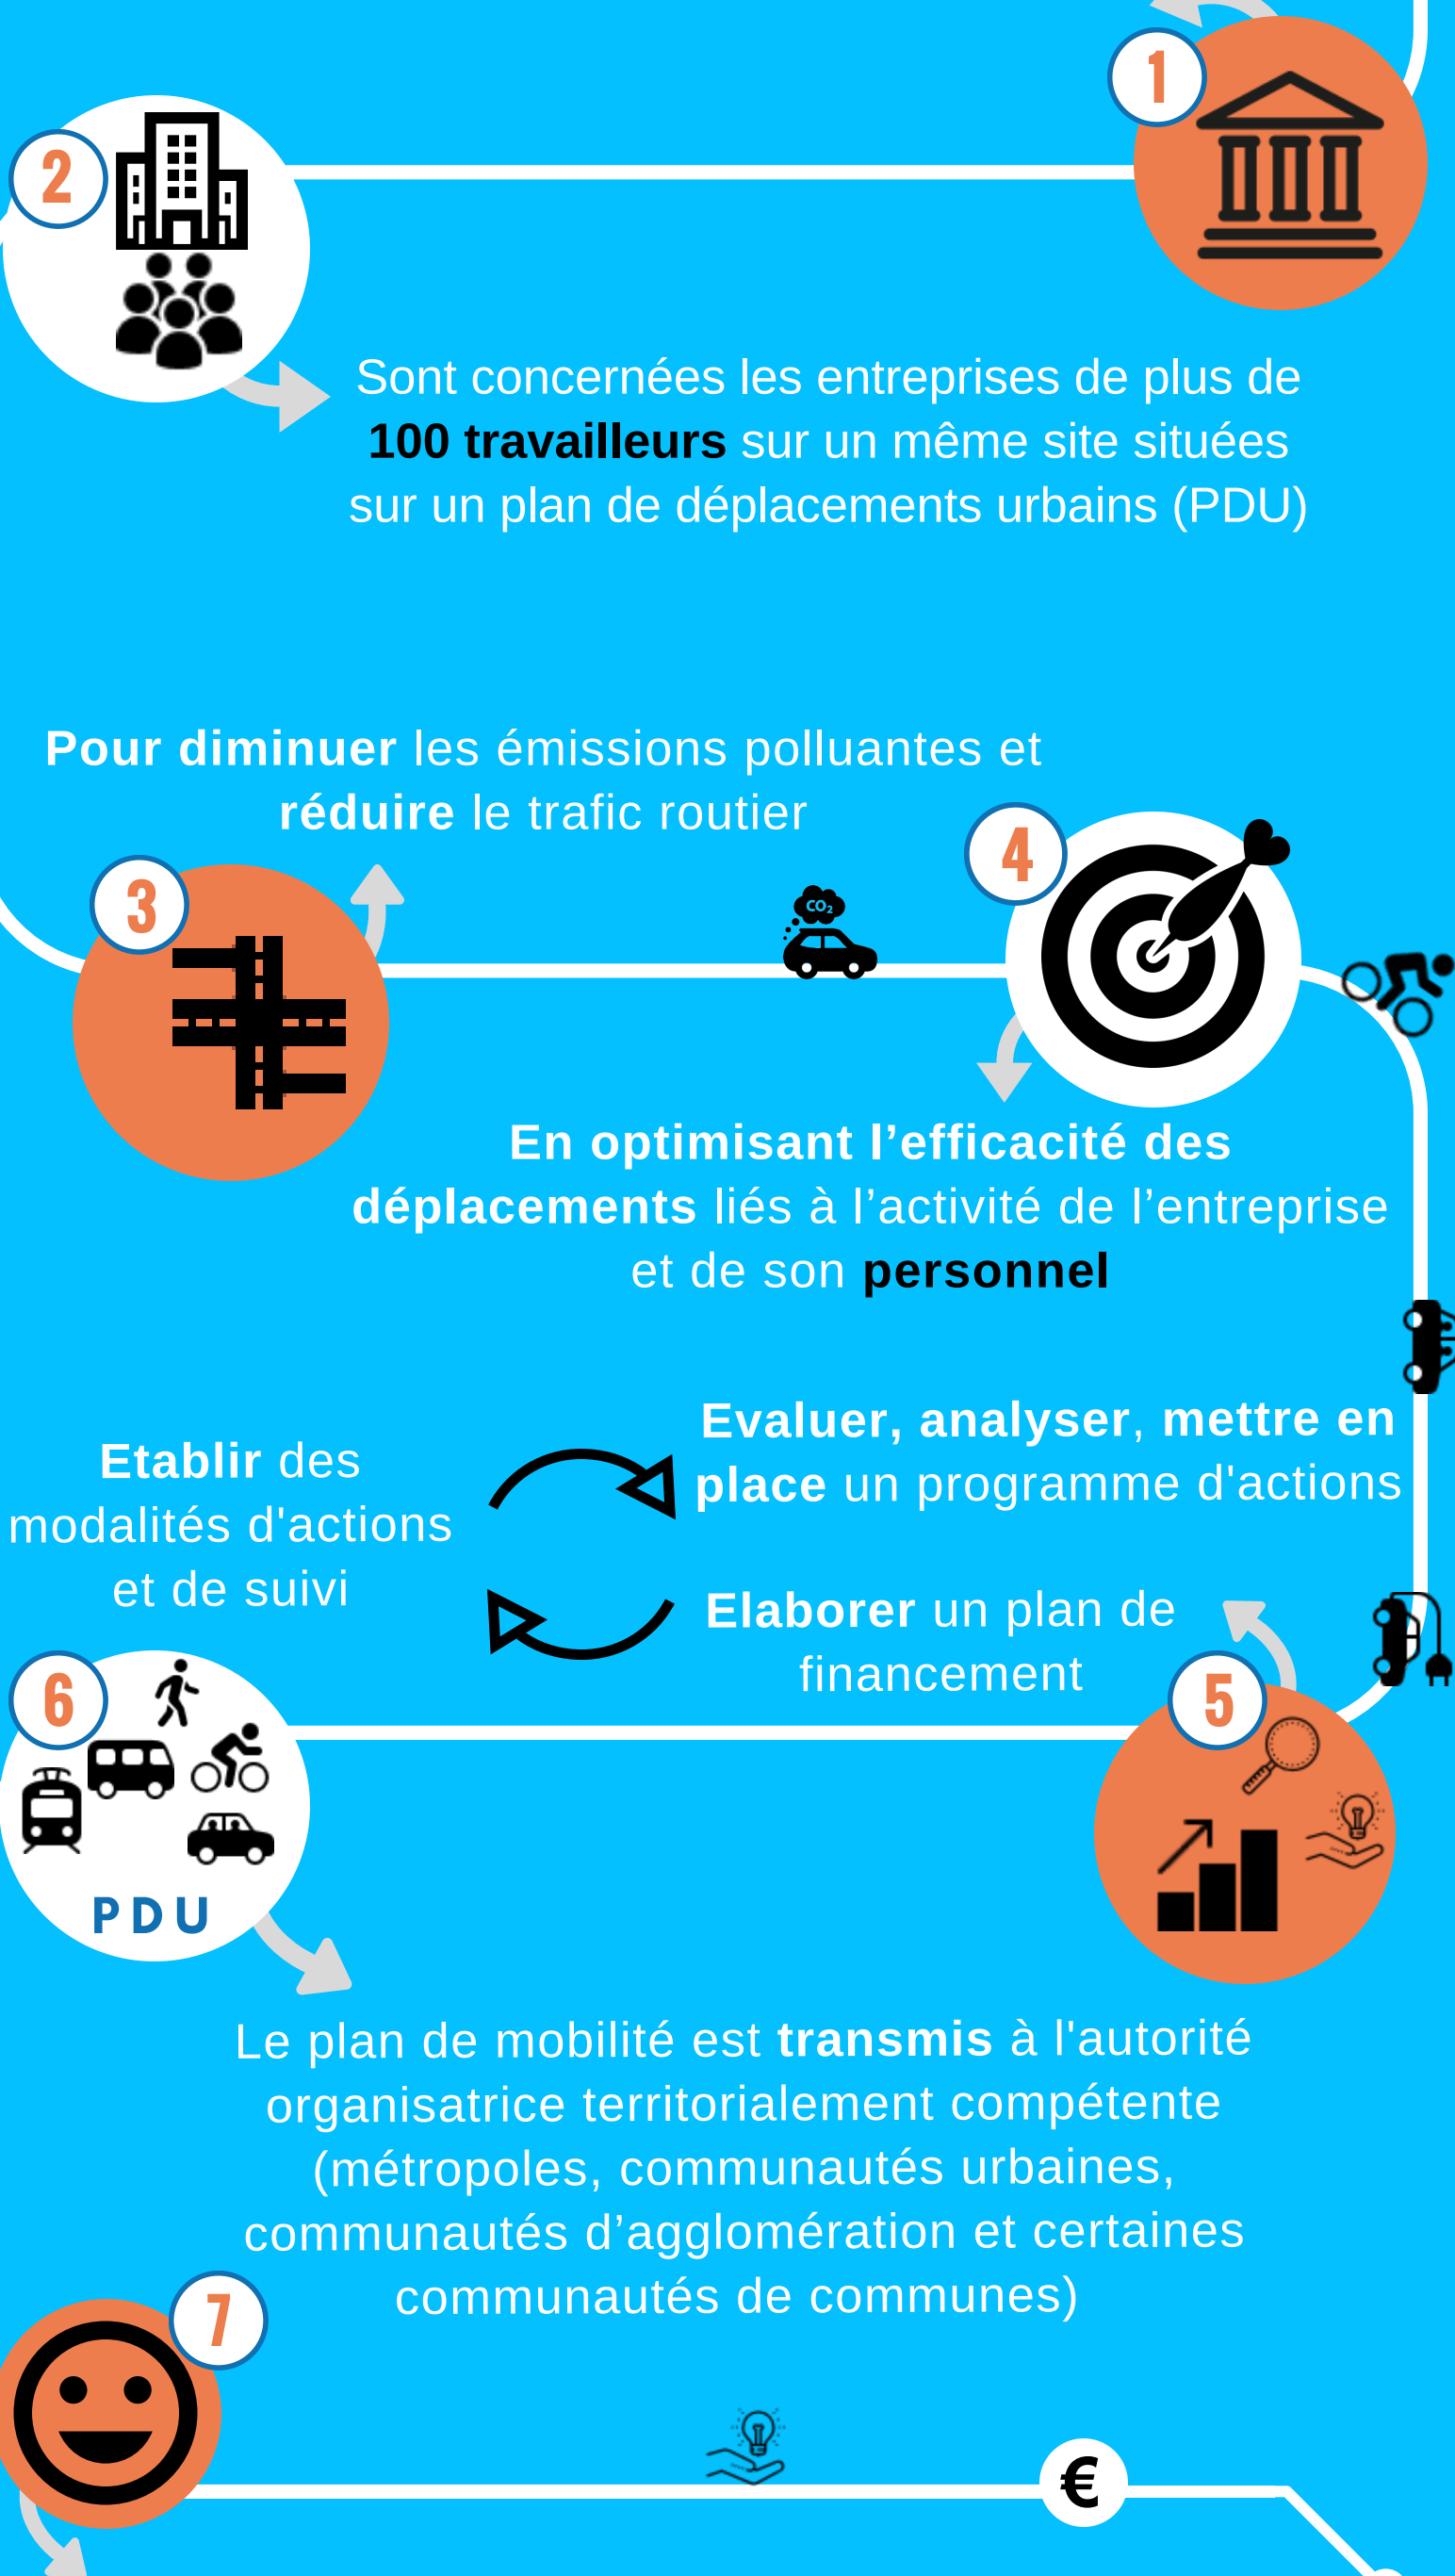 1
2
Sont concernées les entreprises de plus de
100 travailleurs sur un même site situées
sur un plan de déplacements urbains (PDU)
Pour diminuer les émissions polluantes et
réduire le trafic routier
3
4
CO2
En optimisant l’efficacité des
déplacements liés à l’activité de l’entreprise
et de son personnel
Evaluer, analyser, mettre en
place un programme d'actions
Etablir des
modalités d'actions
et de suivi
Elaborer un plan de
financement
5
6
PDU
Le plan de mobilité est transmis à l'autorité
organisatrice territorialement compétente
(métropoles, communautés urbaines,
communautés d’agglomération et certaines
communautés de communes)
7
€